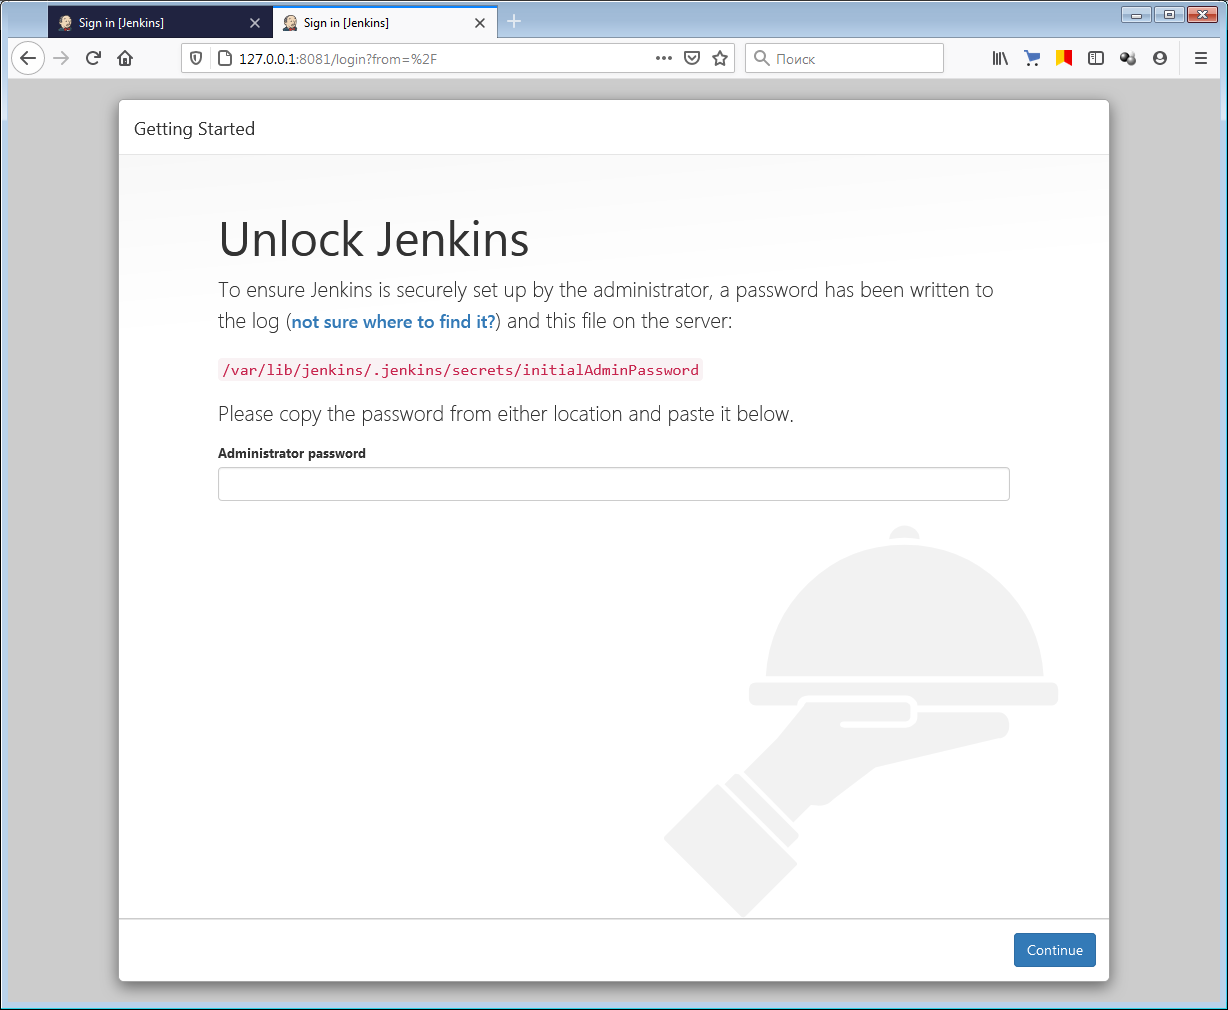 Sign in [Jenkins]
Sign in [Jenkins]
127.0.0.1:8081/login?from=%2F
Поиск
Getting Started
Unlock Jenkins
To ensure Jenkins is securely set up by the administrator, a password has been written to
the log (not sure where to find it?) and this file on the server:
/var/lib/jenkins/.jenkins/secrets/initialAdminPassword
Please copy the password from either location and paste it below.
Administrator password
Continue